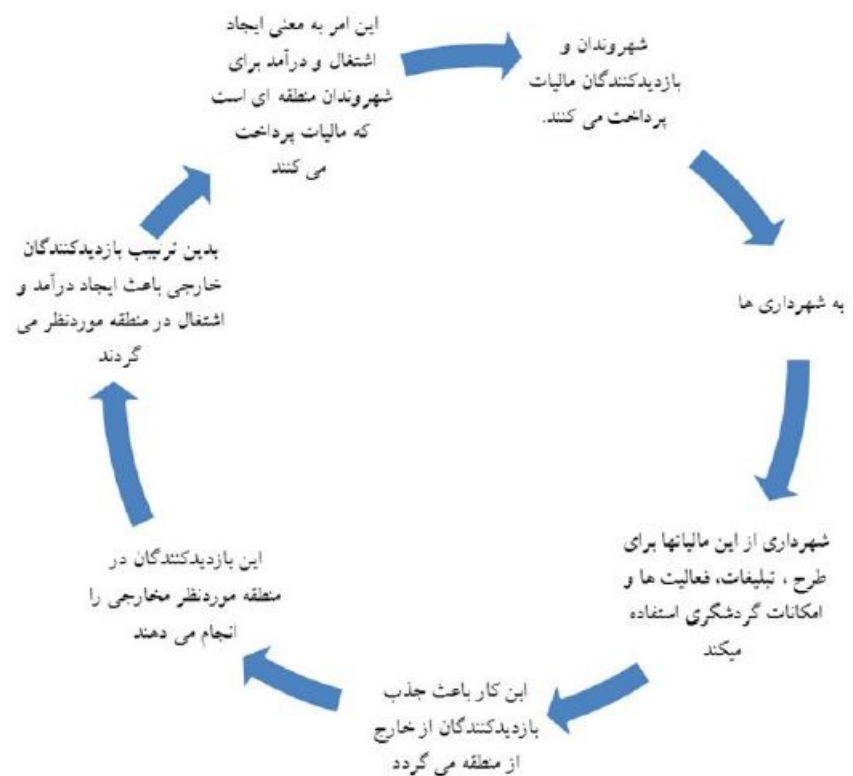 شهروندان و
بازدیدکنندگان مالیات
پرداخت می کنند.
به شهرداری ها
شهرداری از این مالیاتها برای
طرح ، تبلیغات، فعالیت ها و
امکانات گردشگری استفاده
میکند
این کار باعث جذب
بازدیدکنندگان از خارج
از منطقه می گردد
این بازدیدکنندگان در
منطقه موردنظر مخارجی را
انجام می دهند
بدین ترتیب بازدیدکنندگان
خارجی باعث ایجاد درآمد و
اشتغال در منطقه موردنظر می
گردند
این امر به معنی ایجاد
اشتغال و درآمد برای
شهروندان منطقه ای است
که مالیات پرداخت
می کنند